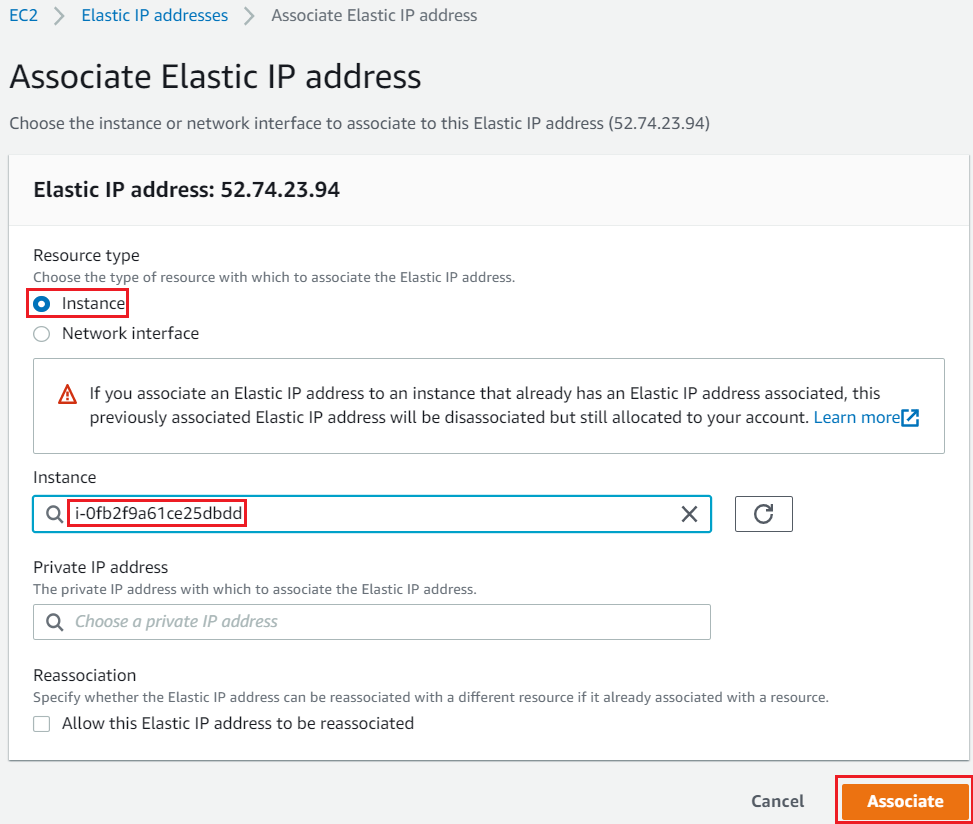 EC2 > Elastic IP addresses > Associate Elastic IP address
Associate Elastic IP address
Choose the instance or network interface to associate to this Elastic IP address (52.74.23.94)
Elastic IP address: 52.74.23.94
Resource type
Choose the type of resource with which to associate the Elastic IP address.
Instance
Network interface
If you associate an Elastic IP address to an instance that already has an Elastic IP address associated, this
previously associated Elastic IP address will be disassociated but still allocated to your account. Learn more
Instance
i-0fb2f9a61ce25dbdd
Private IP address
The private IP address with which to associate the Elastic IP address.
Choose a private IP address
Reassociation
Specify whether the Elastic IP address can be reassociated with a different resource if it already associated with a resource.
Allow this Elastic IP address to be reassociated
Cancel Associate